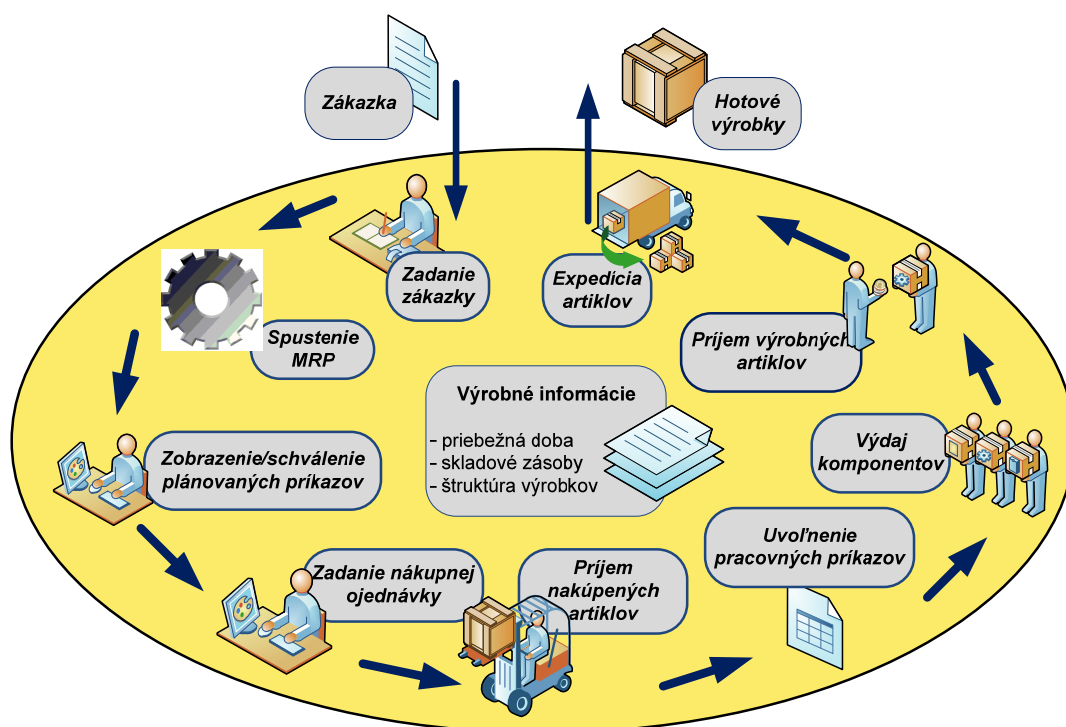 Zákazka
Hotové
výrobky
Zadanie
zákazky
Expedícia
artiklov
Spustenie
MRP
Príjem výrobných
artiklov
Výrobné informácie
- priebežná doba
- skladové zásoby
- štruktúra výrobkov
Zobrazenie/schválenie
plánovaných príkazov
Výdaj
komponentov
Uvoľnenie
pracovných príkazov
Zadanie nákupnej
ojednávky
Príjem
nakúpených
artiklov